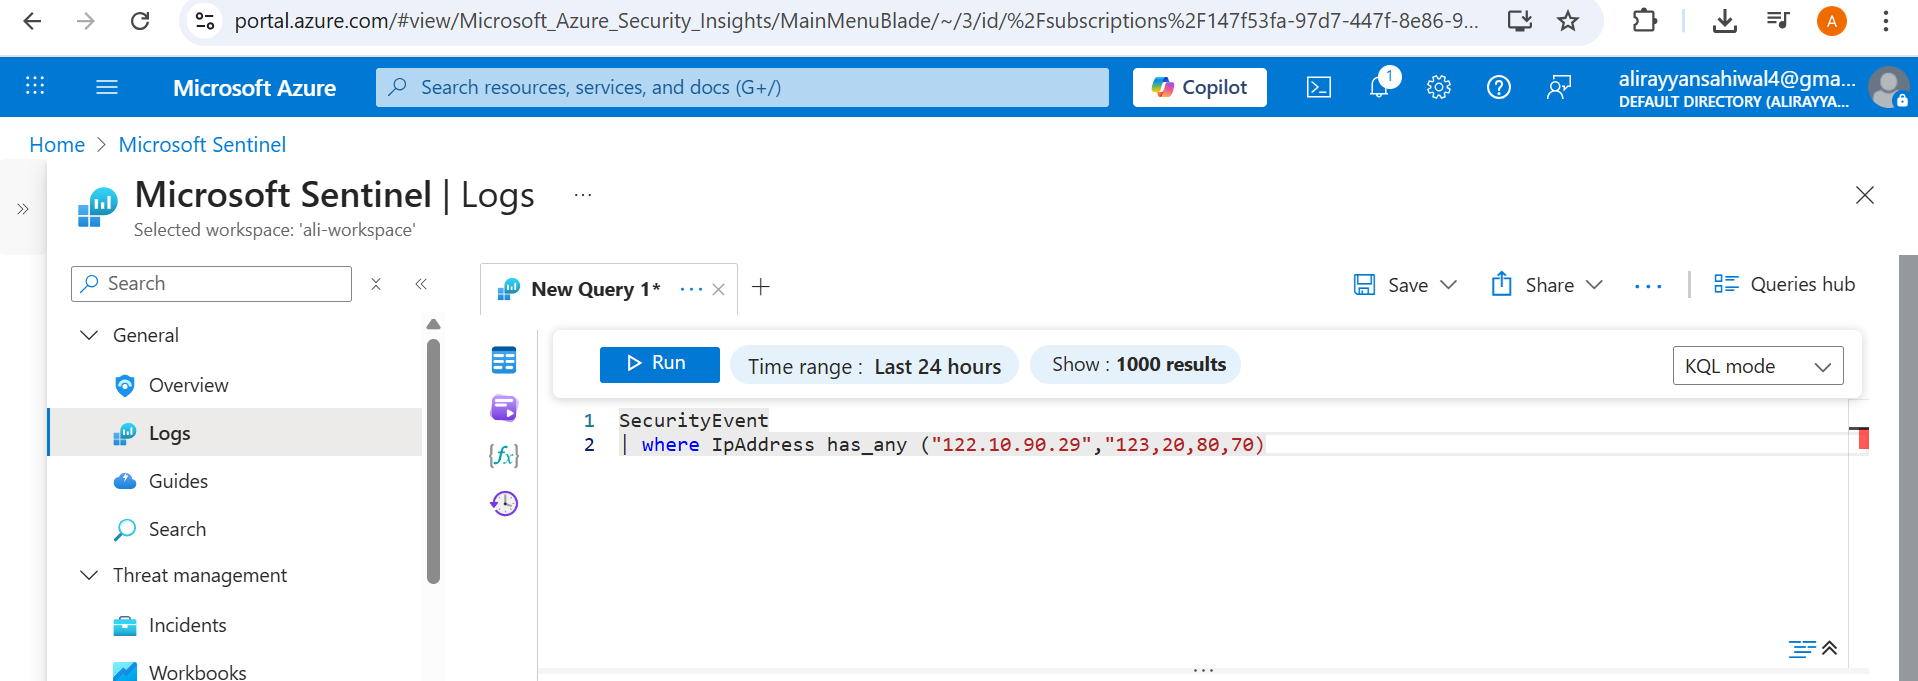 portal.azure.com/#view/Microsoft_Azure_Security_Insights/MainMenuBlade/~/3/id/%2Fsubscriptions%2F147f53fa-97d7-447f-8e86-9...
A
Microsoft Azure
Search resources, services, and docs (G+/)
Copilot
1
alirayyansahiwal4@gma...
DEFAULT DIRECTORY (ALIRAYYA...
Home > Microsoft Sentinel
Microsoft Sentinel | Logs ...
Selected workspace: 'ali-workspace'
Search
General
Overview
Logs
Guides
Search
Threat management
Incidents
Workbooks
New Query 1* ...
Save
Share
...
Queries hub
Run
Time range : Last 24 hours
Show : 1000 results
KQL mode
1 SecurityEvent
2 | where IpAddress has_any ("122.10.90.29","123,20,80,70)
{fx}
...